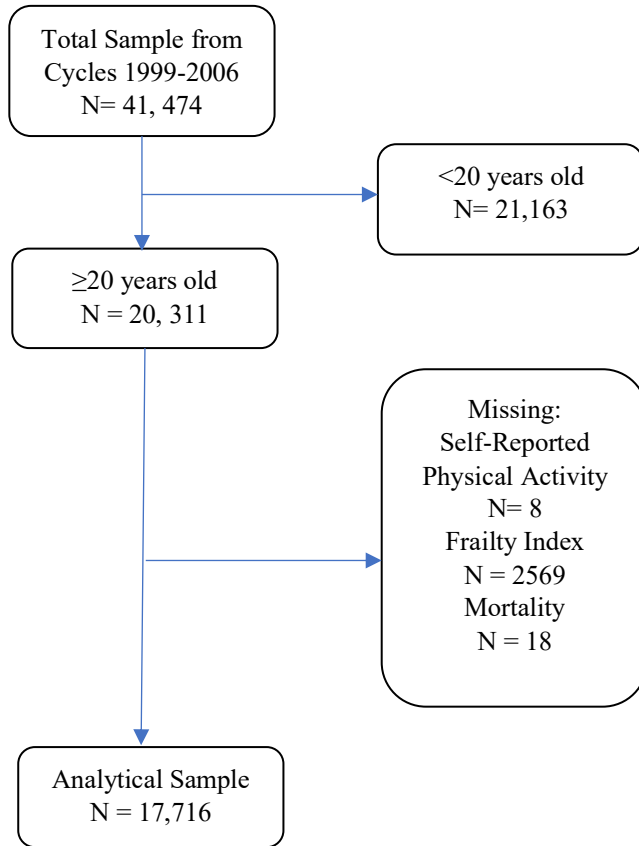 Total Sample from
Cycles 1999-2006
N= 41, 474
<20 years old
N= 21,163
≥20 years old
N = 20, 311
Missing:
Self-Reported
Physical Activity
N= 8
Frailty Index
N = 2569
Mortality
N = 18
Analytical Sample
N = 17,716